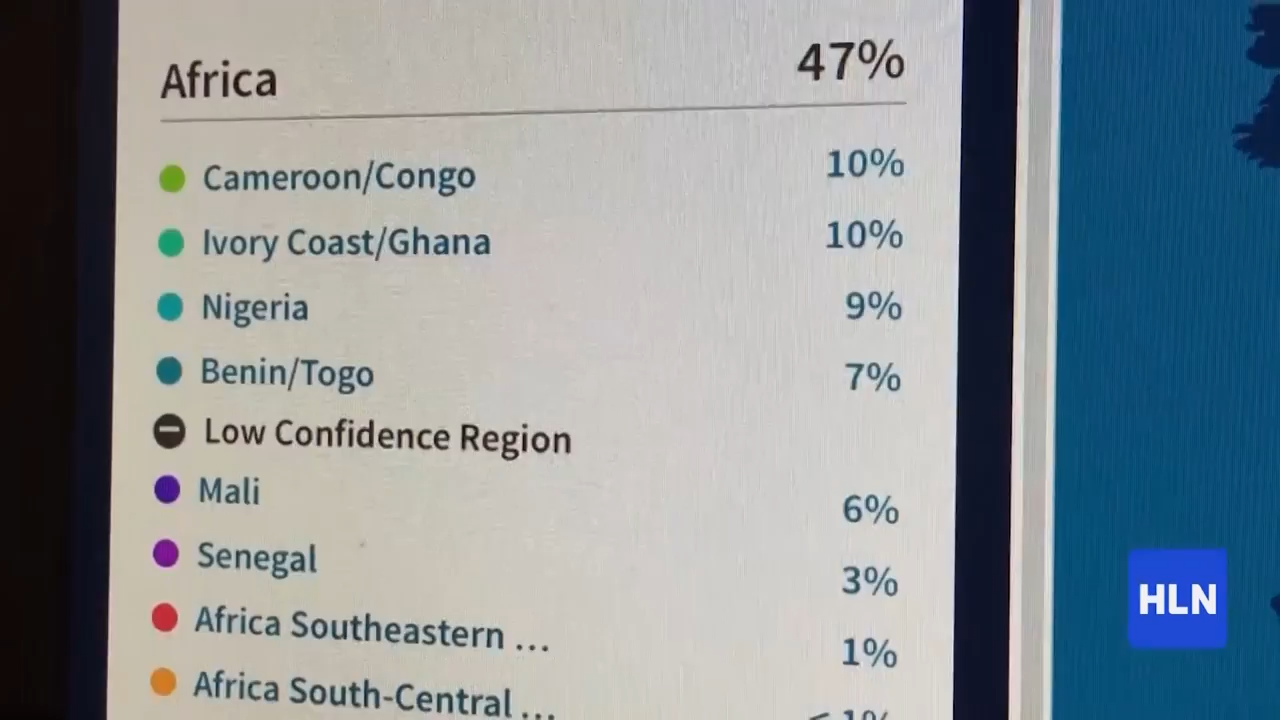 Africa 47%
Cameroon/Congo 10%
Ivory Coast/Ghana 10%
Nigeria 9%
Benin/Togo 7%
Low Confidence Region
Mali 6%
Senegal 3%
Africa Southeastern ... 1%
Africa South-Central ... < 1%
HLN